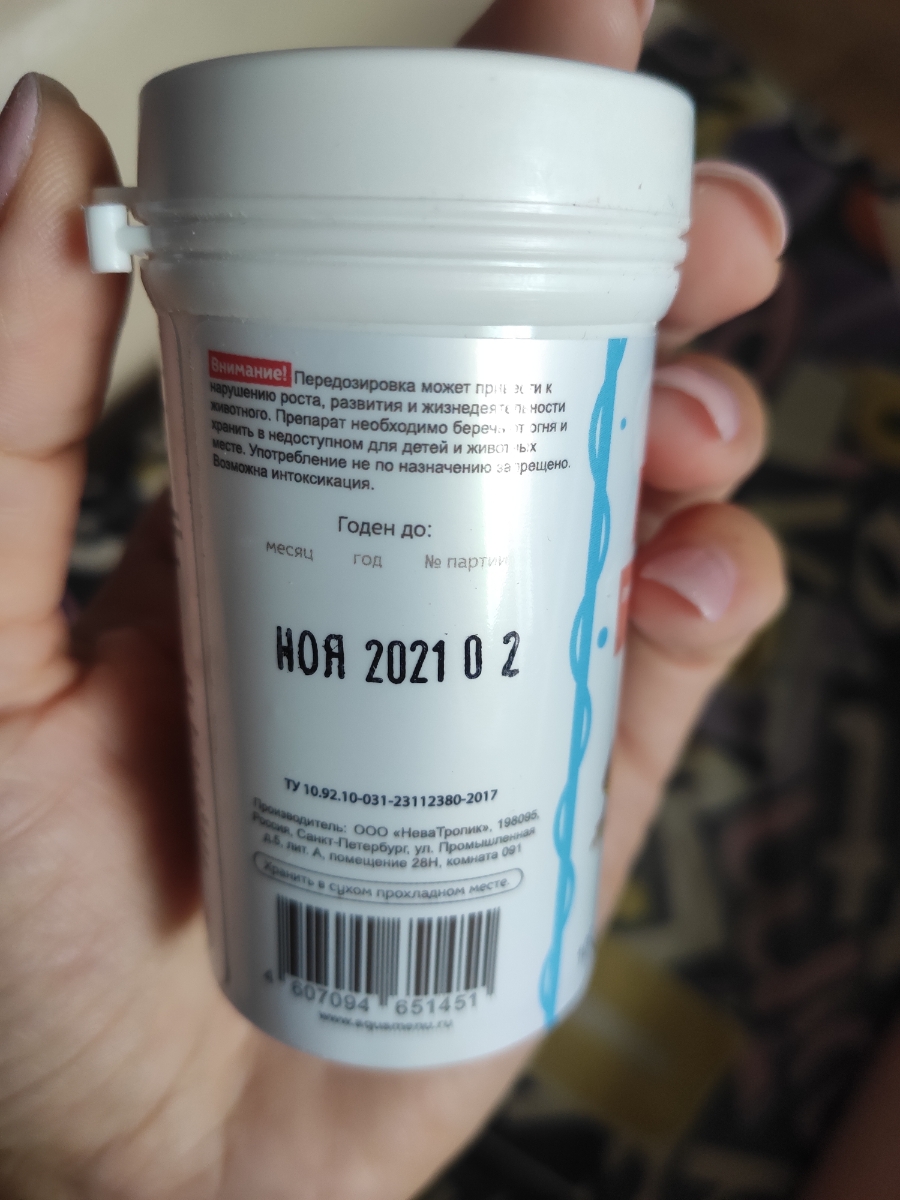 Внимание! Передозировка может привести к
нарушению роста, развития и жизнедеятельности
животного. Препарат необходимо беречь от огня и
хранить в недоступном для детей и животных
месте. Употребление не по назначению запрещено.
Возможна интоксикация.
Годен до:
месяц год № партии
НОЯ 2021 0 2
ТУ 10.92.10-031-23112380-2017
Производитель: ООО «НеваТропик», 198095,
Россия, Санкт-Петербург, ул. Промышленная
д.5, лит. А, помещение 28Н, комната 091
Хранить в сухом прохладном месте.
4 607094 651451
www.aquamenu.ru